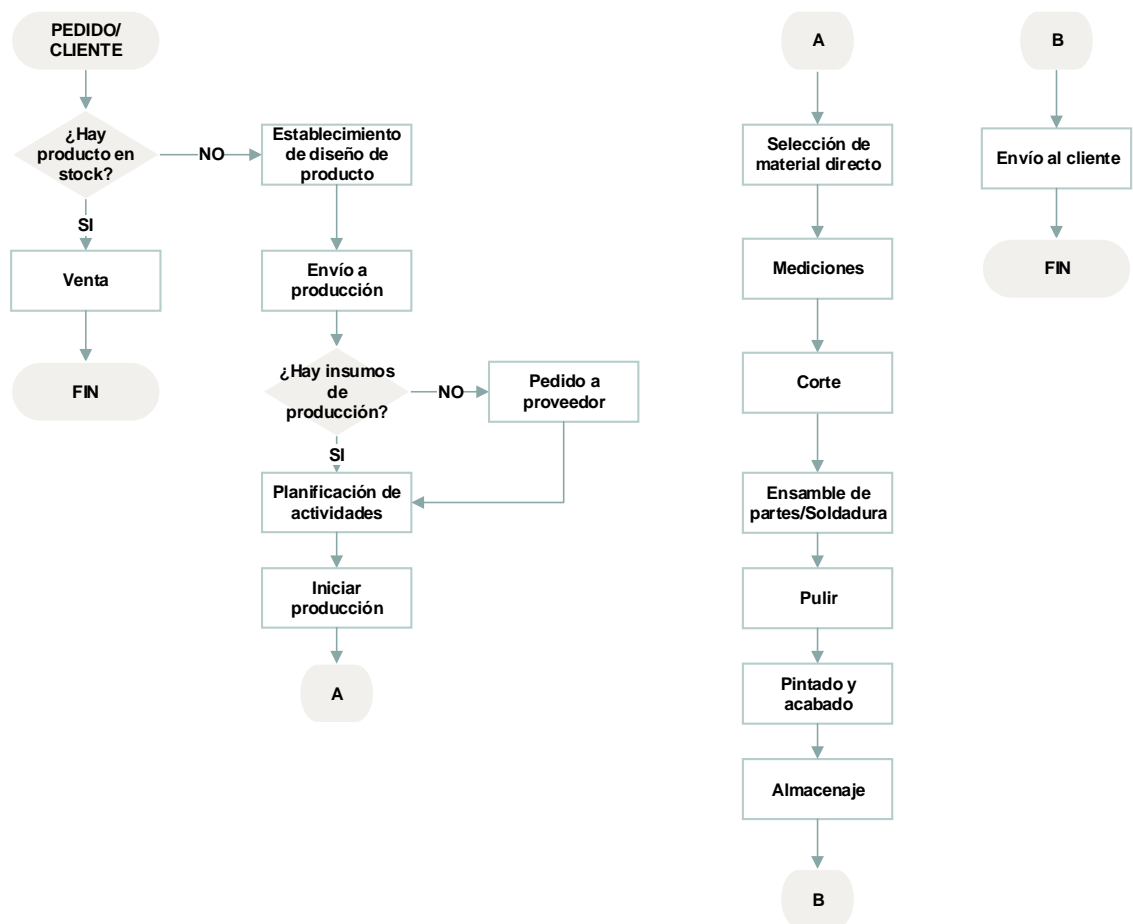 PEDIDO/
CLIENTE
¿Hay
producto en
stock?
NO
SI
Venta
FIN
Establecimiento
de diseño de
producto
Envío a
producción
¿Hay insumos
de
producción?
NO
Pedido a
proveedor
SI
Planificación de
actividades
Iniciar
producción
A
A
Selección de
material directo
Mediciones
Corte
Ensamble de
partes/Soldadura
Pulir
Pintado y
acabado
Almacenaje
B
B
Envío al cliente
FIN